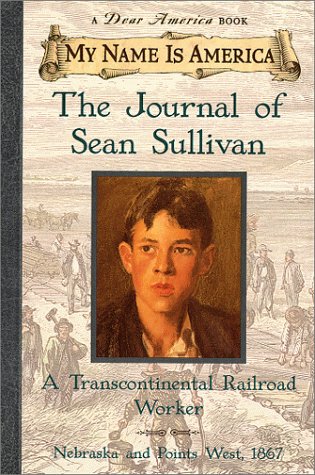 A Dear America BOOK
MY NAME IS AMERICA
The Journal of
Sean Sullivan
A Transcontinental Railroad
Worker
Nebraska and Points West, 1867